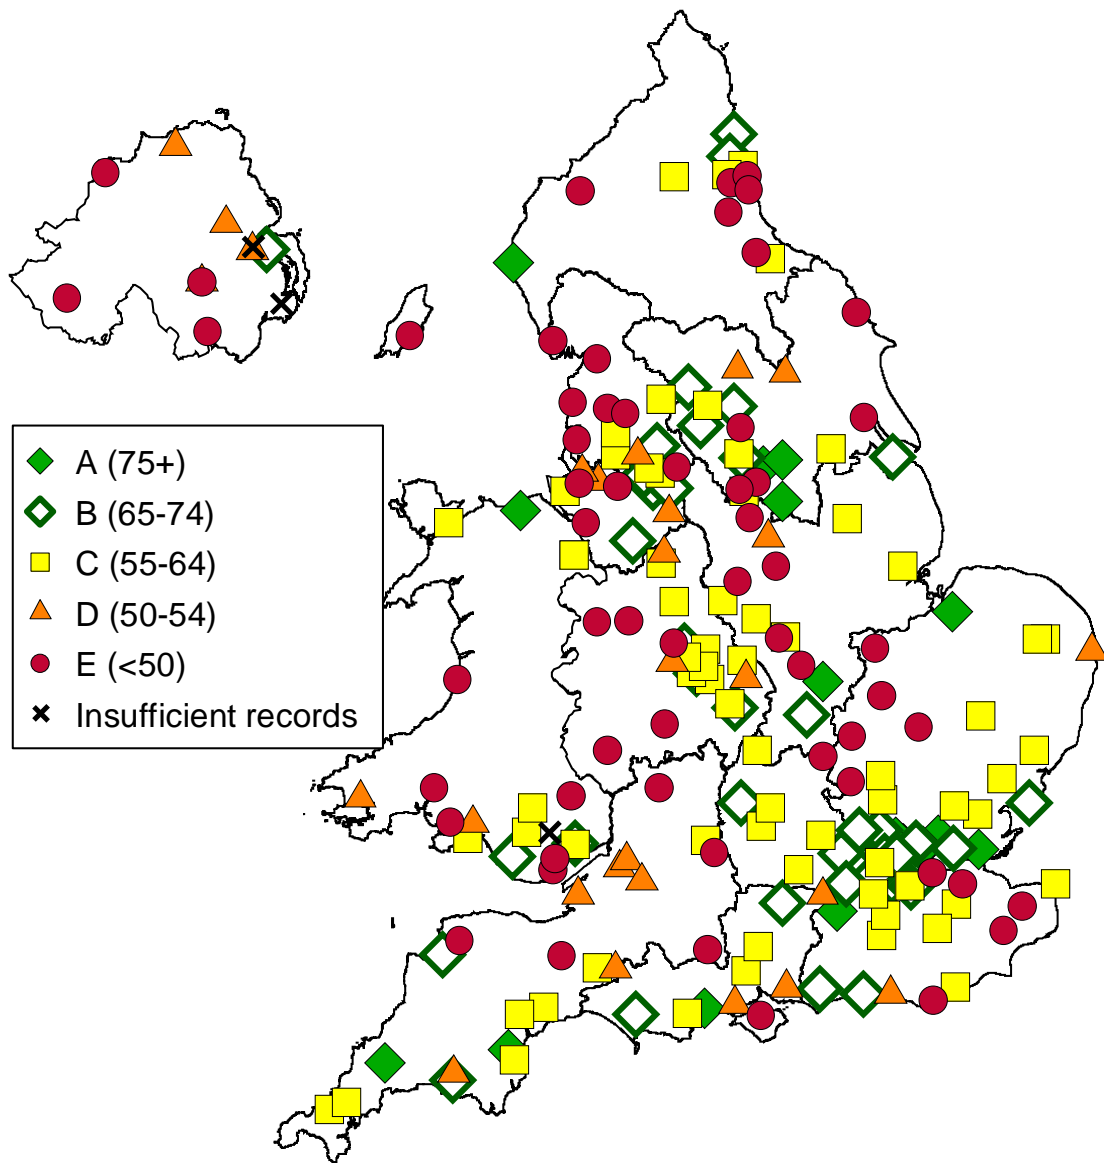 A (75+)
B (65-74)
C (55-64)
D (50-54)
E (<50)
Insufficient records